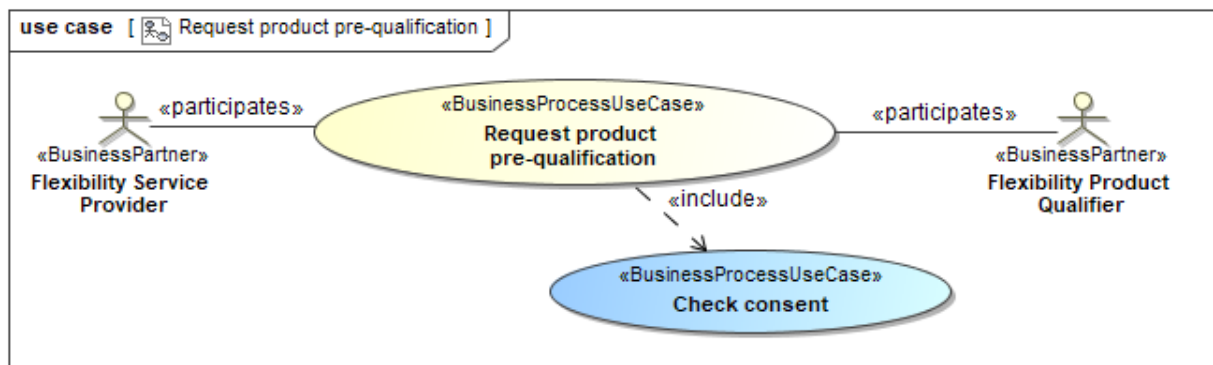 use case [ Request product pre-qualification ]
«participates»
«BusinessProcessUseCase»
Request product
pre-qualification
«participates»
«BusinessPartner»
Flexibility Service
Provider
«BusinessPartner»
Flexibility Product
Qualifier
«include»
«BusinessProcessUseCase»
Check consent